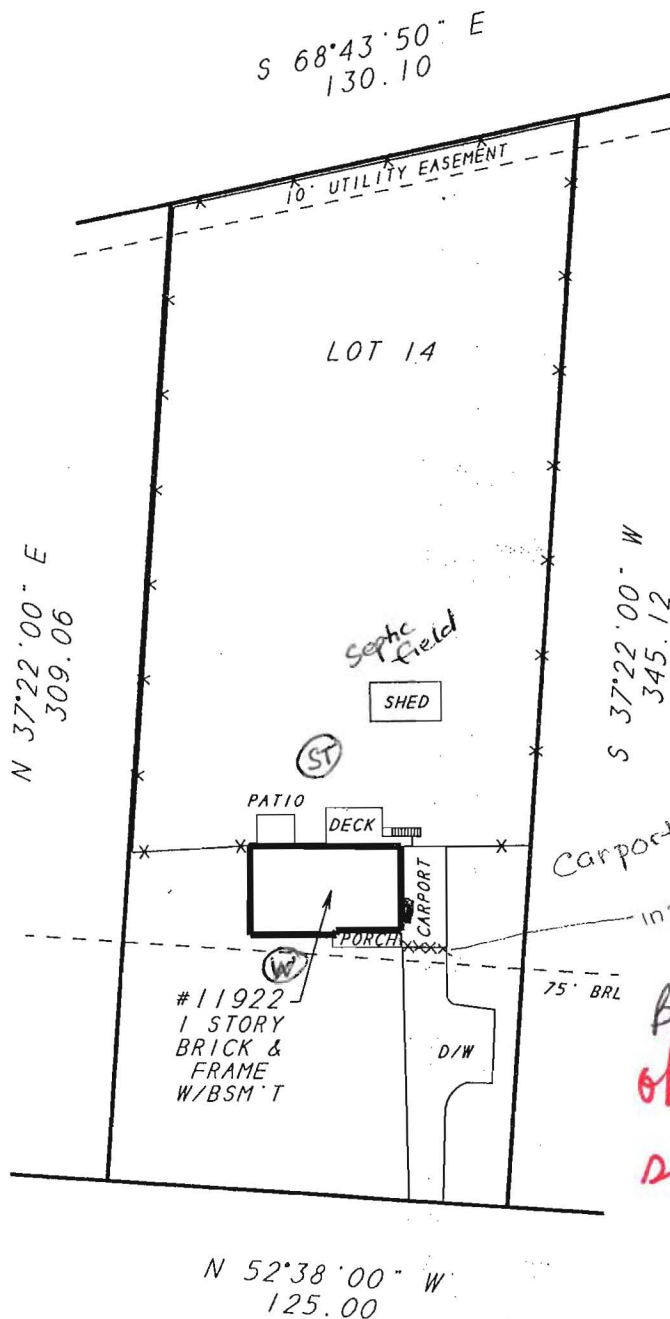 S 68°43'50" E
130.10
10' UTILITY EASEMENT
LOT 14
N 37°22'00" E
309.06
S 37°22'00" W
345.12
Septic
field
SHED
ST
PATIO
DECK
CARPORT
Carport
in
PORCH
W
75' BRL
#11922
1 STORY
BRICK &
FRAME
W/BSM'T
D/W
N 52°38'00" W
125.00